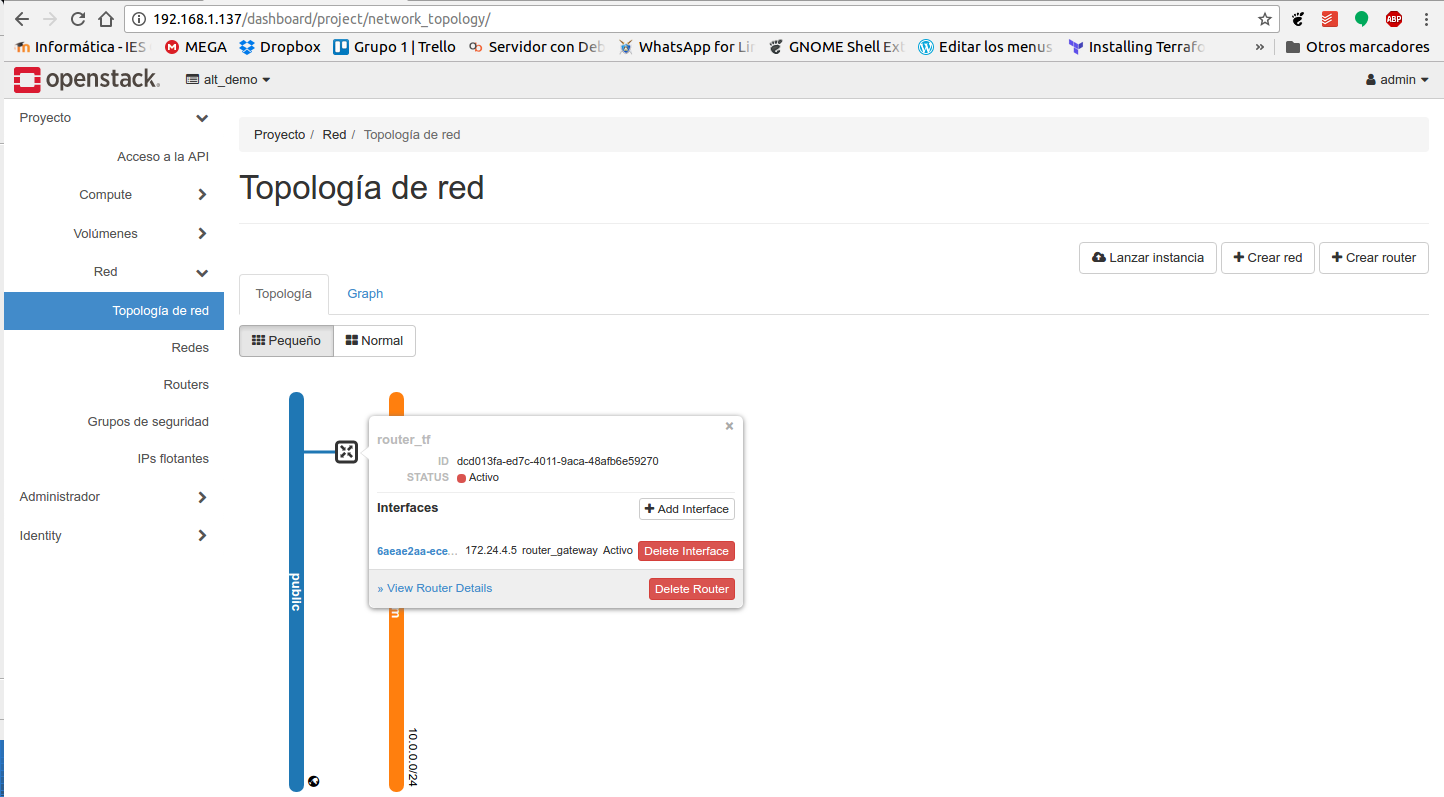 192.168.1.137/dashboard/project/network_topology/
ABP
Informática - IES
MEGA
Dropbox
Grupo 1 | Trello
Servidor con Deb
WhatsApp for Lin
GNOME Shell Ext
Editar los menus
Installing Terrafo
»
Otros marcadores
openstack.
alt_demo
admin
Proyecto
Acceso a la API
Compute
Volúmenes
Red
Topología de red
Redes
Routers
Grupos de seguridad
IPs flotantes
Administrador
Identity
Proyecto / Red / Topología de red
Topología de red
Lanzar instancia
Crear red
Crear router
Topología
Graph
Pequeño
Normal
public
10.0.0.0/24
router_tf
ID dcd013fa-ed7c-4011-9aca-48afb6e59270
STATUS Activo
Interfaces
Add Interface
6aeae2aa-ece... 172.24.4.5 router_gateway Activo Delete Interface
» View Router Details
Delete Router